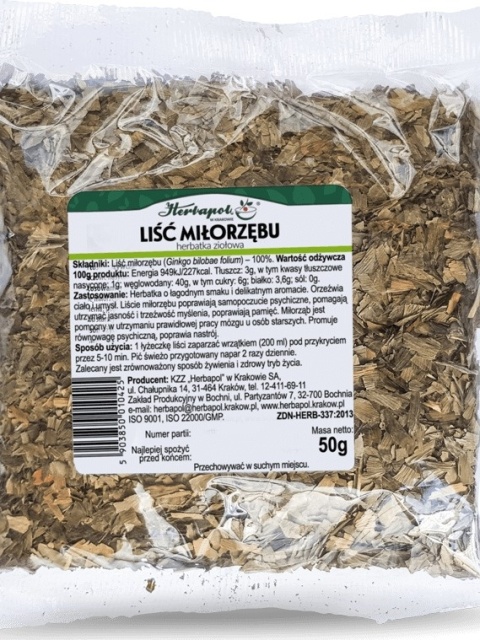 Herbapol
W KRAKOWIE
LIŚĆ MIŁORZĘBU
herbatka ziołowa
Składniki: Liść miłorzębu (Ginkgo bilobae folium) – 100%. Wartość odżywcza
100g produktu: Energia 949kJ/227kcal. Tłuszcz: 3g, w tym kwasy tłuszczowe
nasycone: 1g; węglowodany: 40g, w tym cukry: 6g; białko: 3,6g; sól: 0g.
Zastosowanie: Herbatka o łagodnym smaku i delikatnym aromacie. Orzeźwia
ciało i umysł. Liście miłorzębu poprawiają samopoczucie psychiczne, pomagają
utrzymać jasność i trzeźwość myślenia, poprawiają pamięć. Miłorząb jest
pomocny w utrzymaniu prawidłowej pracy mózgu u osób starszych. Promuje
równowagę psychiczną, poprawia nastrój.
Sposób użycia: 1 łyżeczkę liści zaparzać wrzątkiem (200 ml) pod przykryciem
przez 5-10 min. Pić świeżo przygotowany napar 2 razy dziennie.
Zalecany jest zrównoważony sposób żywienia i zdrowy tryb życia.
Producent: KZZ „Herbapol" w Krakowie SA,
ul. Chałupnika 14, 31-464 Kraków, tel. 12-411-69-11
Zakład Produkcyjny w Bochni, ul. Partyzantów 7, 32-700 Bochnia
e-mail: herbapol@herbapol.krakow.pl, www.herbapol.krakow.pl
ISO 9001, ISO 22000/GMP. ZDN-HERB-337:2013
Numer partii:
Masa netto:
50g
Najlepiej spożyć
przed końcem:
Przechowywać w suchym miejscu.
5 903850 010425